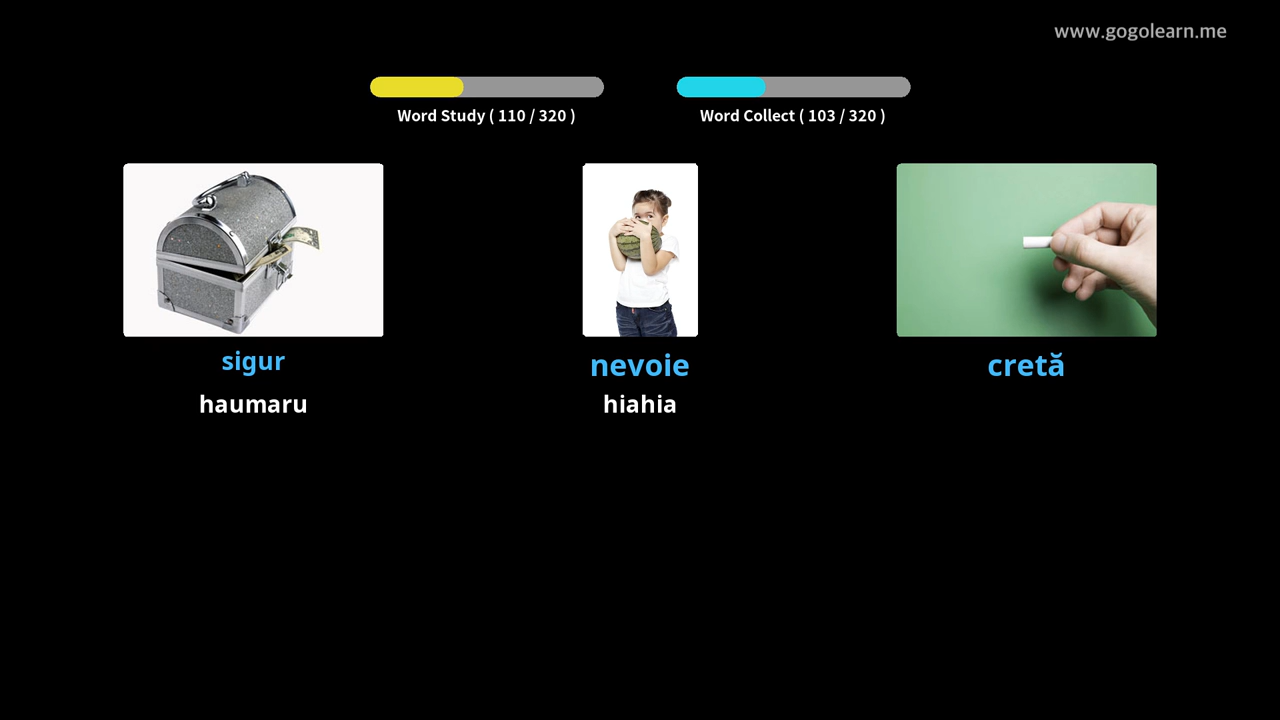 www.gogolearn.me
Word Study ( 110 / 320 )
Word Collect ( 103 / 320 )
sigur
nevoie
cretă
haumaru
hiahia